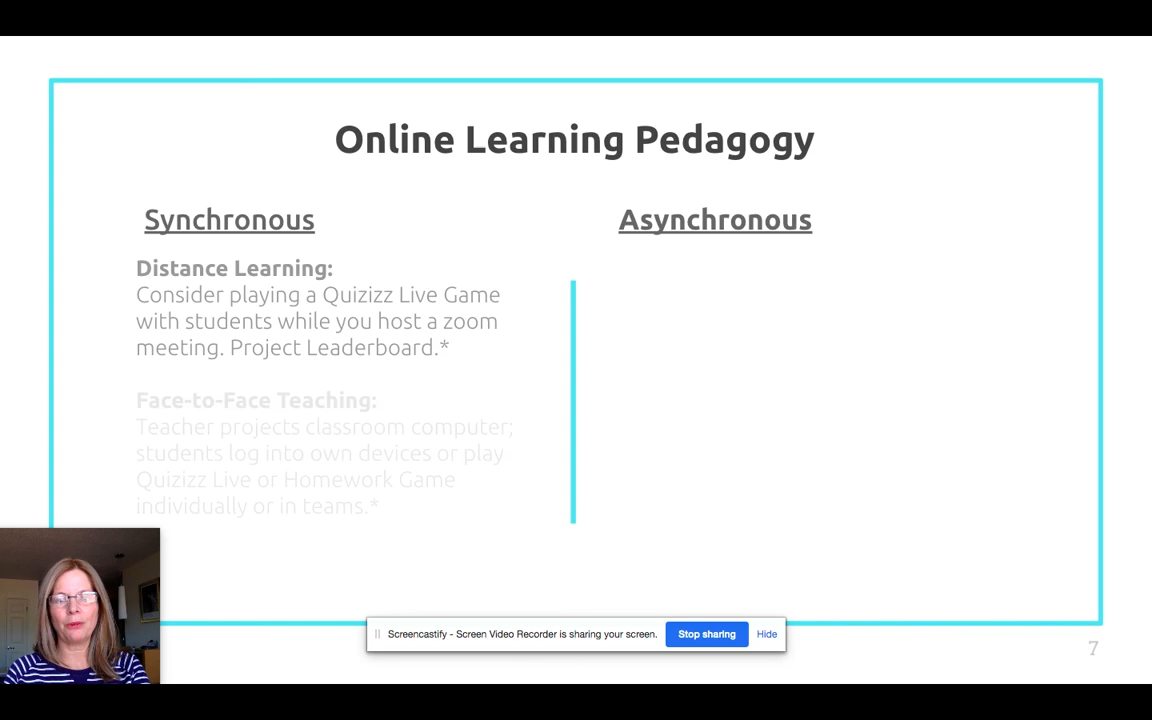 Online Learning Pedagogy
Synchronous
Distance Learning:
Consider playing a Quizizz Live Game
with students while you host a zoom
meeting. Project Leaderboard.*
Face-to-Face Teaching:
Teacher projects classroom computer;
students log into own devices or play
Quizizz Live or Homework Game
individually or in teams.*
Asynchronous
Screencastify - Screen Video Recorder is sharing your screen.
Stop sharing
Hide
7